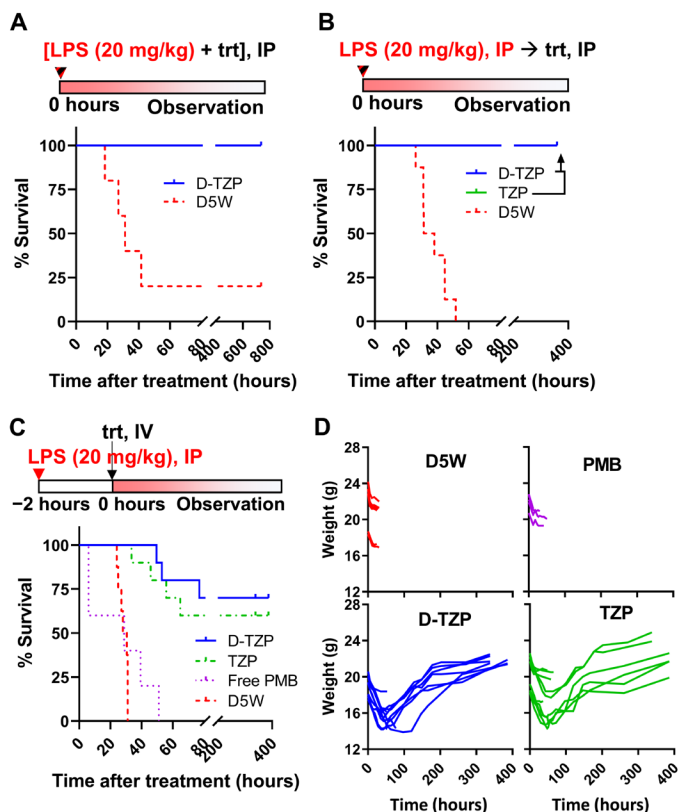 A
[LPS (20 mg/kg) + trt], IP
0 hours Observation
% Survival
100
75
50
25
0
D-TZP
D5W
0 20 40 60 80 400 600 800
Time after treatment (hours)
B
LPS (20 mg/kg), IP → trt, IP
0 hours Observation
% Survival
100
75
50
25
0
D-TZP
TZP
D5W
0 20 40 60 80 200 400
Time after treatment (hours)
C
trt, IV
LPS (20 mg/kg), IP
−2 hours 0 hours Observation
% Survival
100
75
50
25
0
D-TZP
TZP
Free PMB
D5W
0 20 40 60 80 200 400
Time after treatment (hours)
D
D5W
Weight (g)
28
24
20
16
12
PMB
D-TZP
Weight (g)
28
24
20
16
12
0 100 200 300 400
Time (hours)
TZP
0 100 200 300 400
Time (hours)